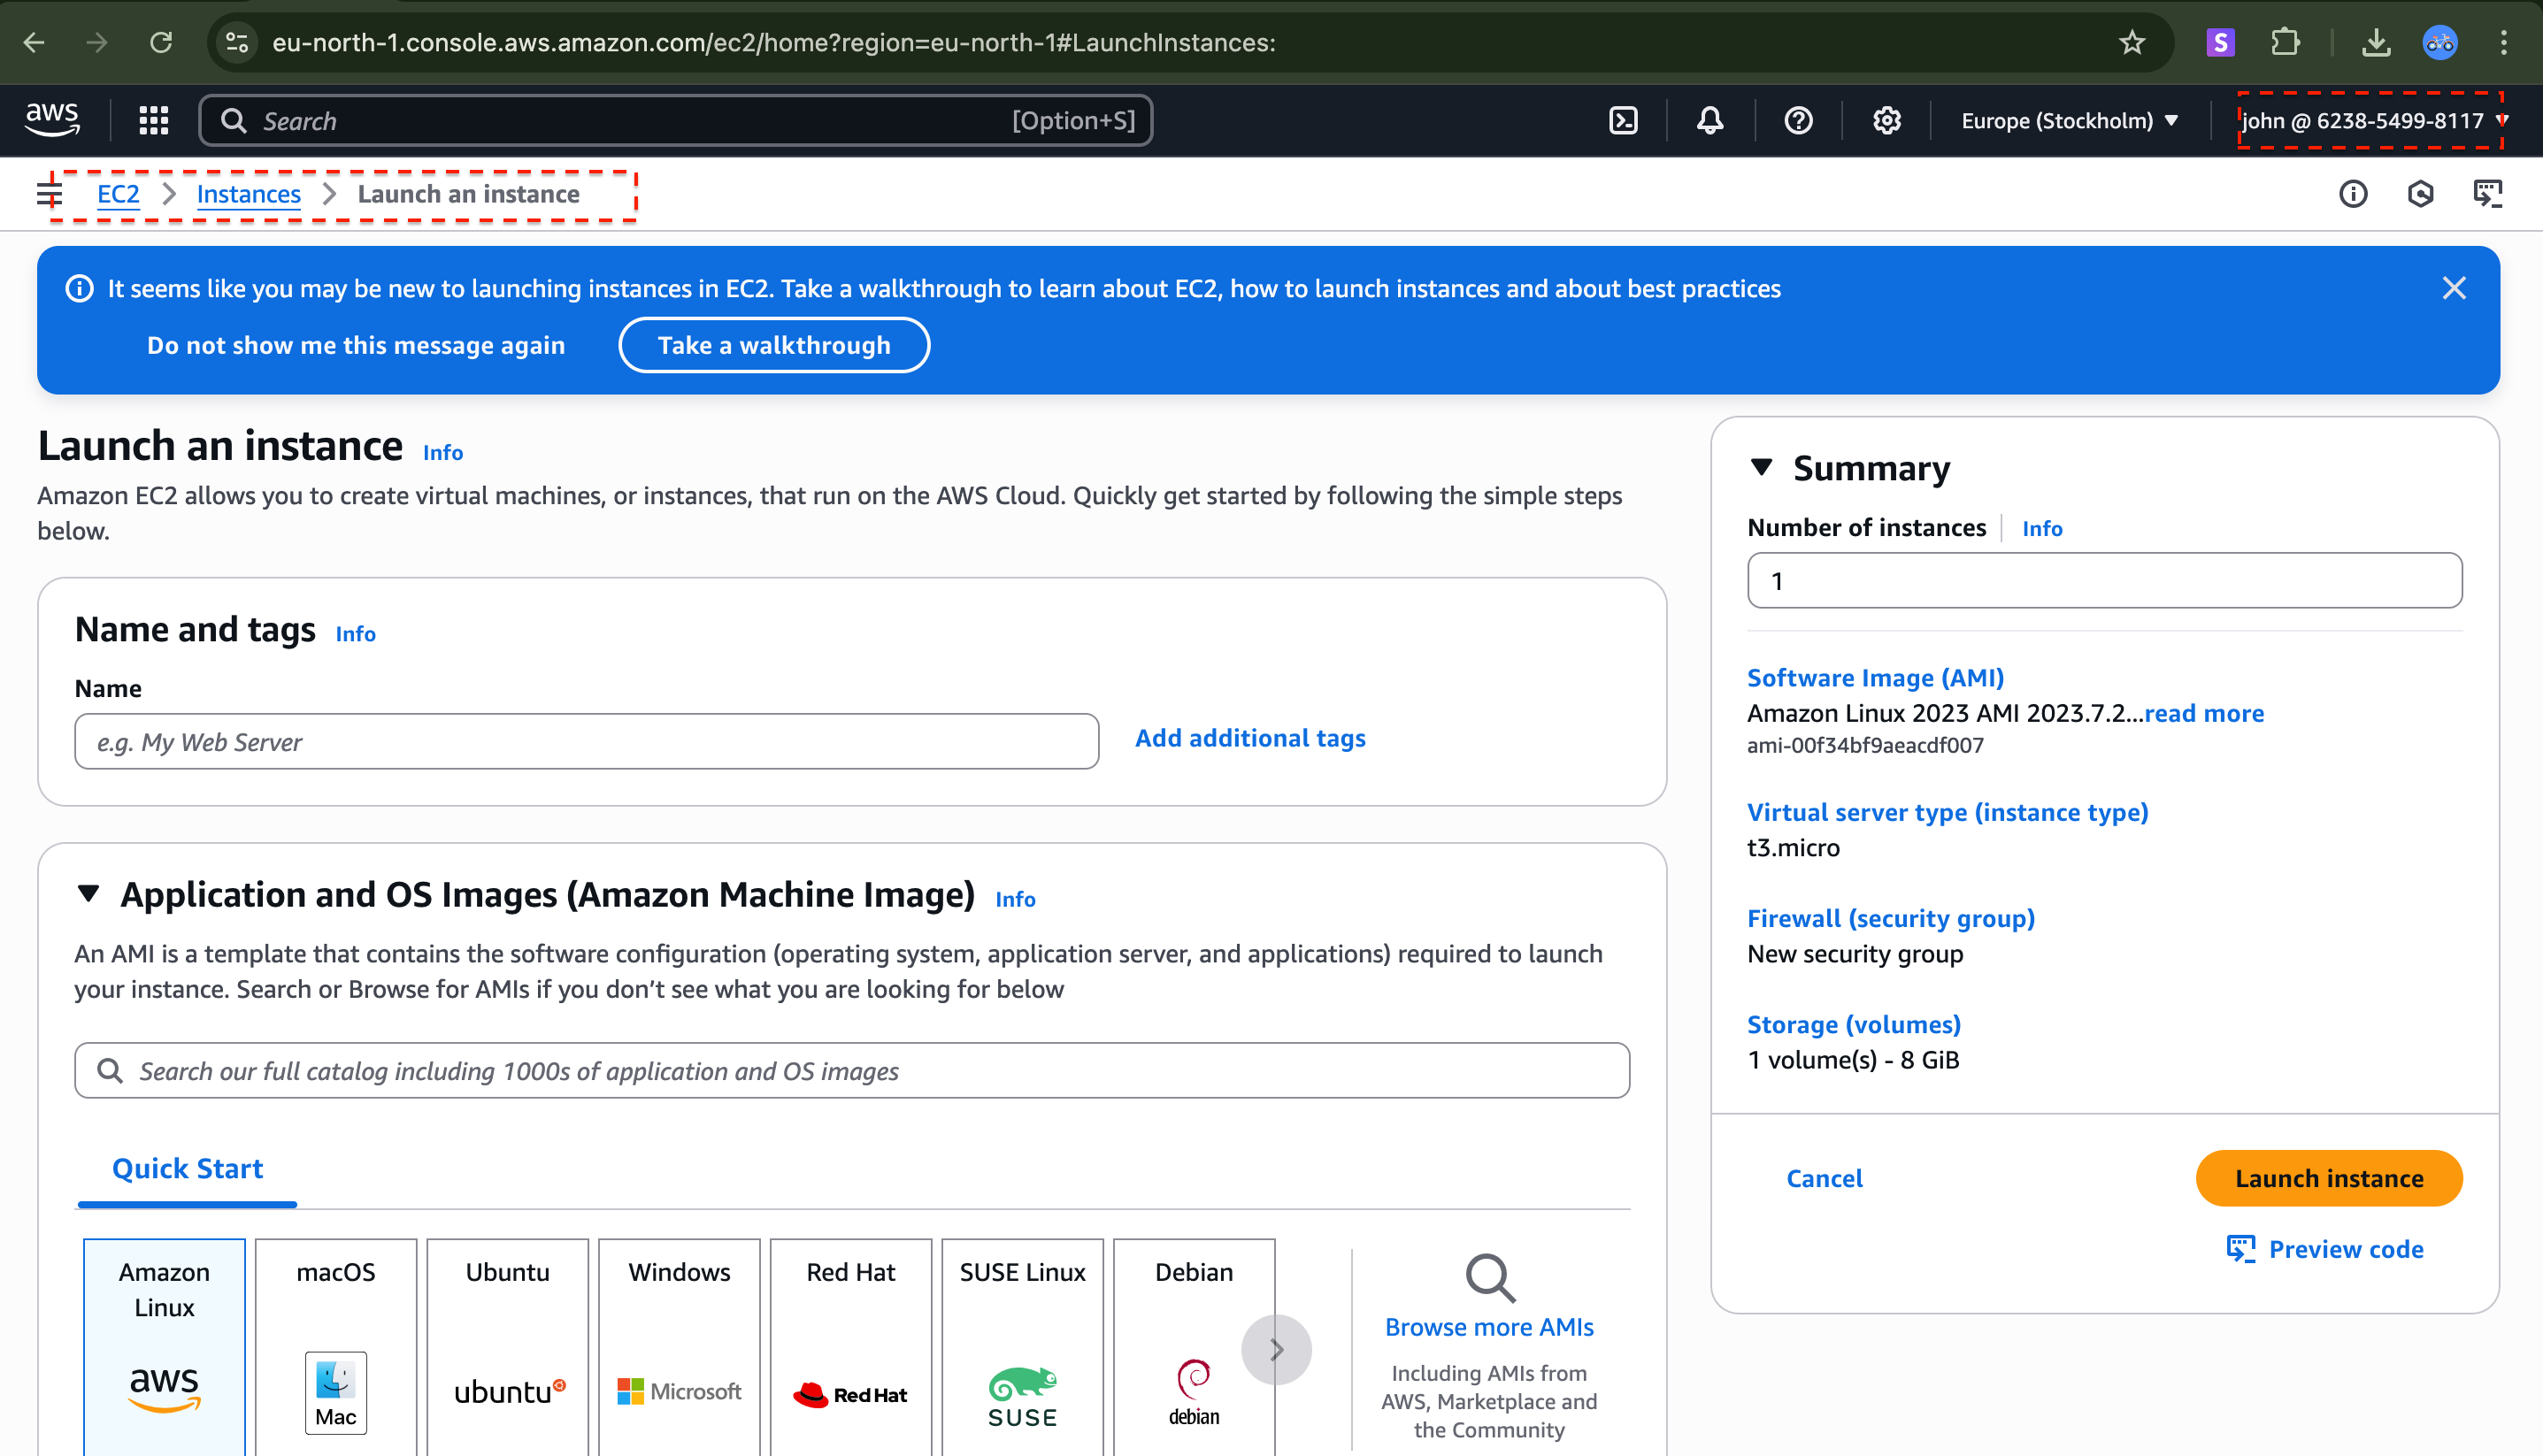 eu-north-1.console.aws.amazon.com/ec2/home?region=eu-north-1#LaunchInstances:
S
aws
Search
[Option+S]
Europe (Stockholm)
john @ 6238-5499-8117
EC2
Instances
Launch an instance
It seems like you may be new to launching instances in EC2. Take a walkthrough to learn about EC2, how to launch instances and about best practices
Do not show me this message again
Take a walkthrough
Launch an instance
Info
Amazon EC2 allows you to create virtual machines, or instances, that run on the AWS Cloud. Quickly get started by following the simple steps
below.
Name and tags
Info
Name
e.g. My Web Server
Add additional tags
Application and OS Images (Amazon Machine Image)
Info
An AMI is a template that contains the software configuration (operating system, application server, and applications) required to launch
your instance. Search or Browse for AMIs if you don’t see what you are looking for below
Search our full catalog including 1000s of application and OS images
Quick Start
Amazon
Linux
aws
macOS
Mac
Ubuntu
ubuntu
Windows
Microsoft
Red Hat
Red Hat
SUSE Linux
SUSE
Debian
debian
Browse more AMIs
Including AMIs from
AWS, Marketplace and
the Community
Summary
Number of instances
Info
1
Software Image (AMI)
Amazon Linux 2023 AMI 2023.7.2...read more
ami-00f34bf9aeacdf007
Virtual server type (instance type)
t3.micro
Firewall (security group)
New security group
Storage (volumes)
1 volume(s) - 8 GiB
Cancel
Launch instance
Preview code